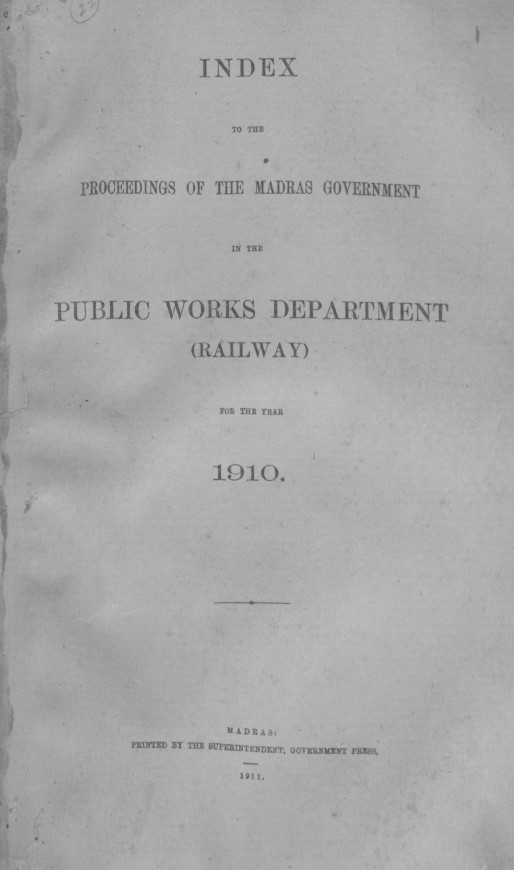 INDEX
TO THE
PROCEEDINGS OF THE MADRAS GOVERNMENT
IN THE
PUBLIC WORKS DEPARTMENT
(RAILWAY)
FOR THE YEAR
1910.
MADRAS:
PRINTED BY THE SUPERINTENDENT, GOVERNMENT PRESS.
1911.